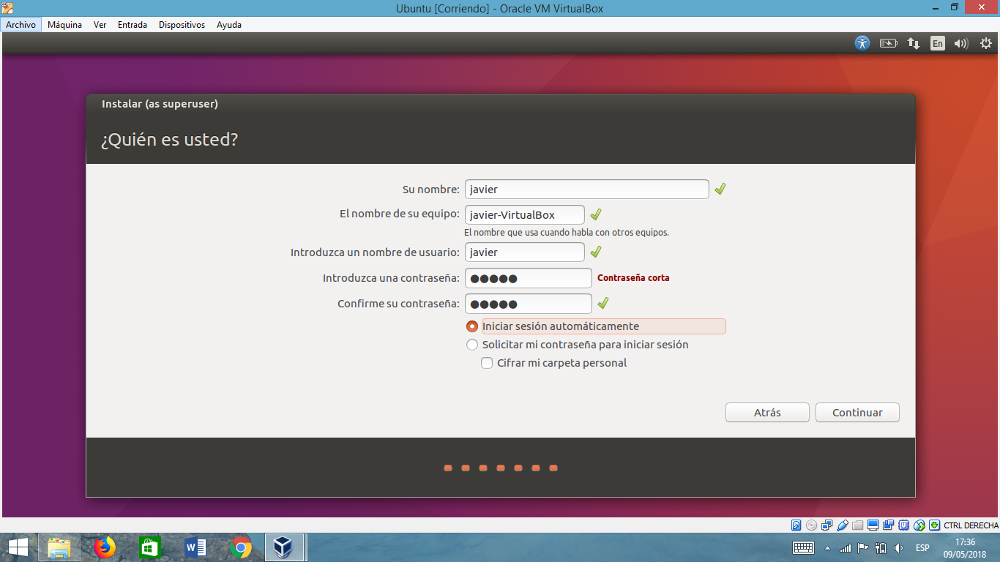 Ubuntu [Corriendo] - Oracle VM VirtualBox
Archivo Máquina Ver Entrada Dispositivos Ayuda
En
Instalar (as superuser)
¿Quién es usted?
Su nombre: javier
El nombre de su equipo: javier-VirtualBox
El nombre que usa cuando habla con otros equipos.
Introduzca un nombre de usuario: javier
Introduzca una contraseña: ●●●●● Contraseña corta
Confirme su contraseña: ●●●●●
Iniciar sesión automáticamente
Solicitar mi contraseña para iniciar sesión
Cifrar mi carpeta personal
Atrás Continuar
CTRL DERECHA
ESP
17:36
09/05/2018